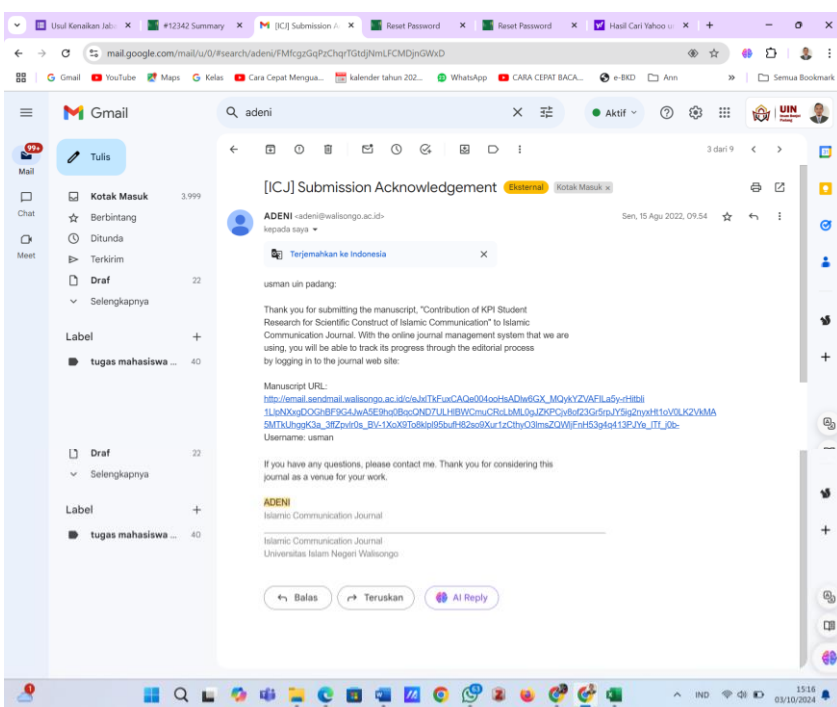 Usul Kenaikan Jab
#12342 Summary
[ICJ] Submission A
Reset Password
Reset Password
Hasil Cari Yahoo u
mail.google.com/mail/u/0/#search/adeni/FMfcgzGqPzChqrTGtdjNmLFCMDjnGWxD
Gmail
YouTube
Maps
Kelas
Cara Cepat Mengua...
kalender tahun 202...
WhatsApp
CARA CEPAT BACA...
e-BKD
Ann
»
Semua Bookmark
Gmail
adeni
Aktif
UIN
99+
Mail
Chat
Meet
Tulis
Kotak Masuk 3.999
Berbintang
Ditunda
Terkirim
Draf 22
Selengkapnya
Label
tugas mahasiswa ... 40
Draf 22
Selengkapnya
Label
tugas mahasiswa ... 40
3 dari 9
[ICJ] Submission Acknowledgement Eksternal Kotak Masuk x
ADENI <adeni@walisongo.ac.id>
Sen, 15 Agu 2022, 09.54
kepada saya
Terjemahkan ke Indonesia
usman uin padang:
Thank you for submitting the manuscript, "Contribution of KPI Student
Research for Scientific Construct of Islamic Communication" to Islamic
Communication Journal. With the online journal management system that we are
using, you will be able to track its progress through the editorial process
by logging in to the journal web site:
Manuscript URL:
Username: usman
If you have any questions, please contact me. Thank you for considering this
journal as a venue for your work.
ADENI
Islamic Communication Journal
Islamic Communication Journal
Universitas Islam Negeri Walisongo
Balas
Teruskan
AI Reply
IND
15:16
03/10/2024